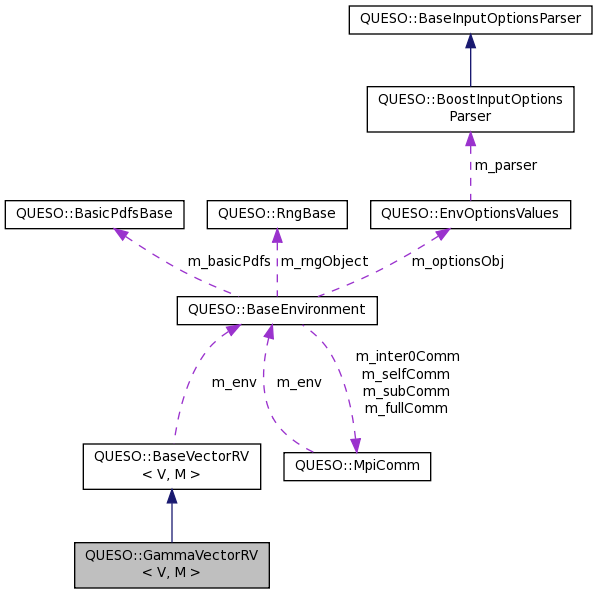 QUESO::BaseInputOptionsParser
QUESO::BoostInputOptions
Parser
m_parser
QUESO::BasicPdfsBase
QUESO::RngBase
QUESO::EnvOptionsValues
m_basicPdfs
m_rngObject
m_optionsObj
QUESO::BaseEnvironment
m_env
m_env
m_inter0Comm
m_selfComm
m_subComm
m_fullComm
QUESO::BaseVectorRV
< V, M >
QUESO::MpiComm
QUESO::GammaVectorRV
< V, M >